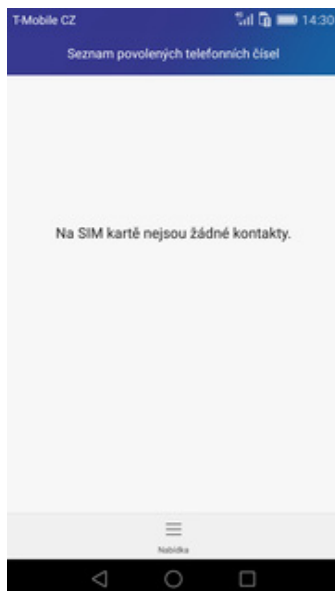 T-Mobile CZ 14:30
Seznam povolených telefonních čísel
Na SIM kartě nejsou žádné kontakty.
Nabídka